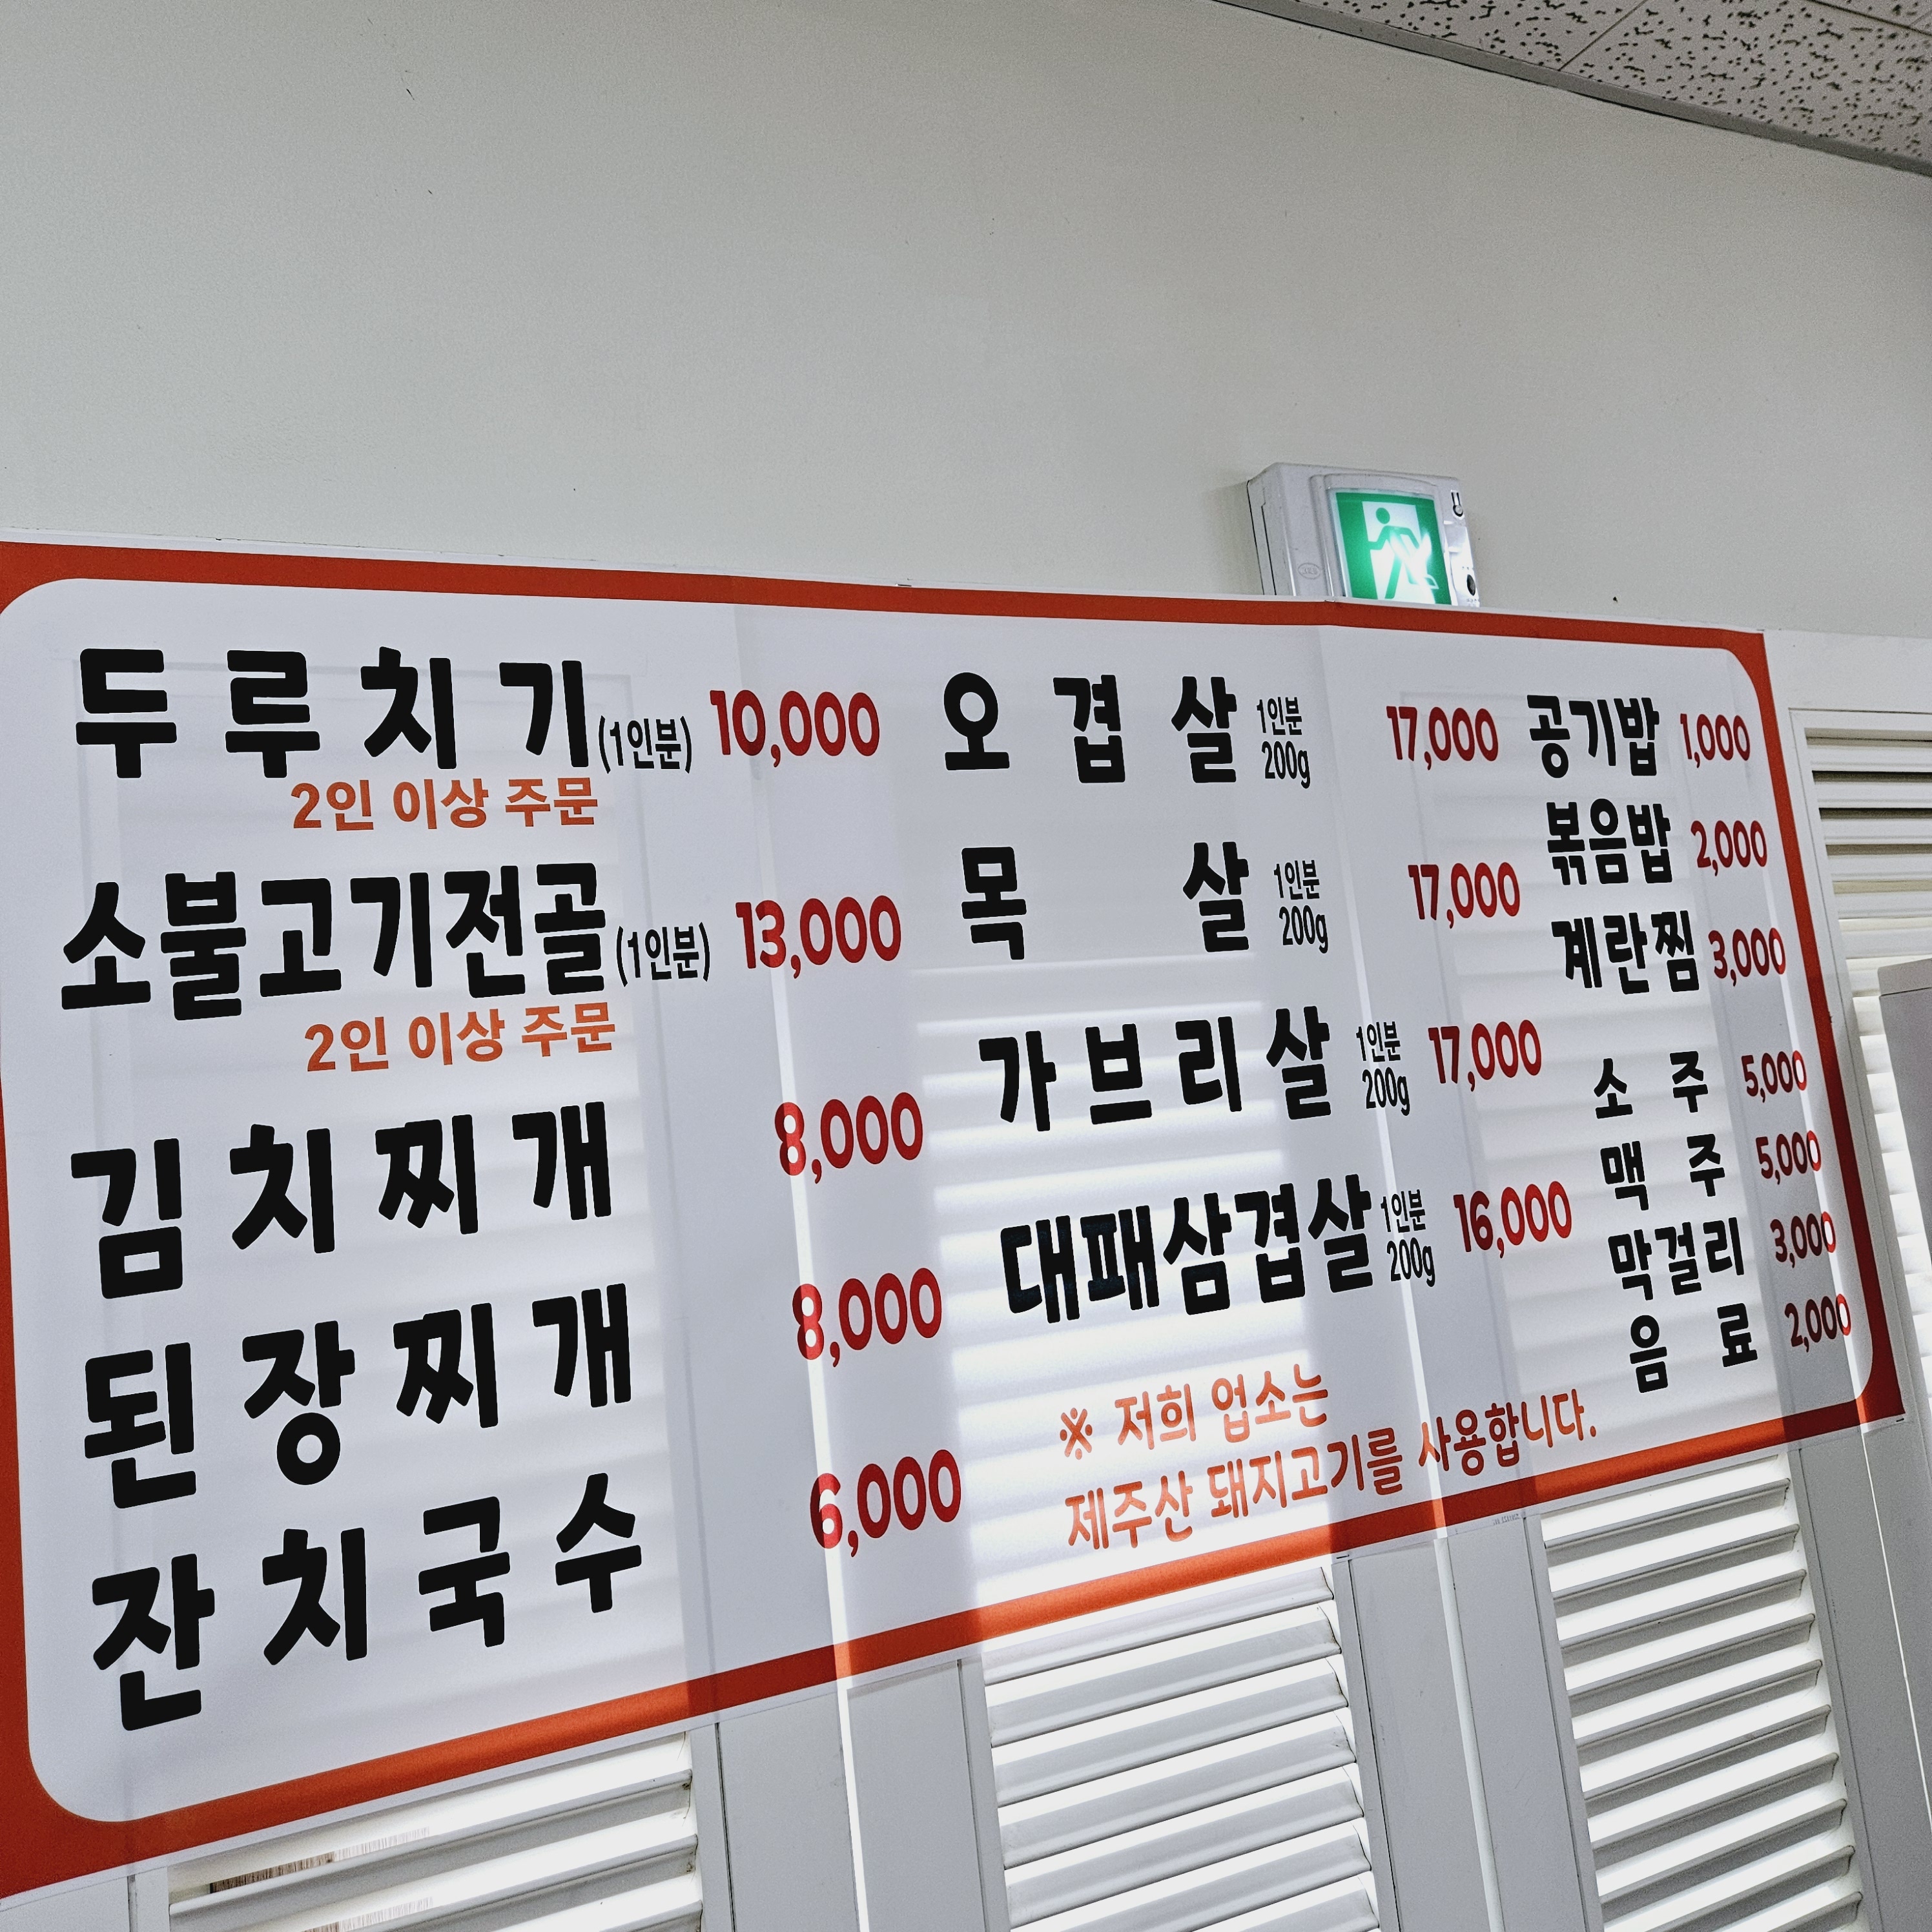 두루치기(1인분) 10,000
2인 이상 주문
소불고기전골(1인분) 13,000
2인 이상 주문
김치찌개 8,000
된장찌개 8,000
잔치국수 6,000
오겹살 1인분 200g 17,000
목살 1인분 200g 17,000
가브리살 1인분 200g 17,000
대패삼겹살 1인분 200g 16,000
※ 저희 업소는
제주산 돼지고기를 사용합니다.
공기밥 1,000
볶음밥 2,000
계란찜 3,000
소주 5,000
맥주 5,000
막걸리 3,000
음료 2,000